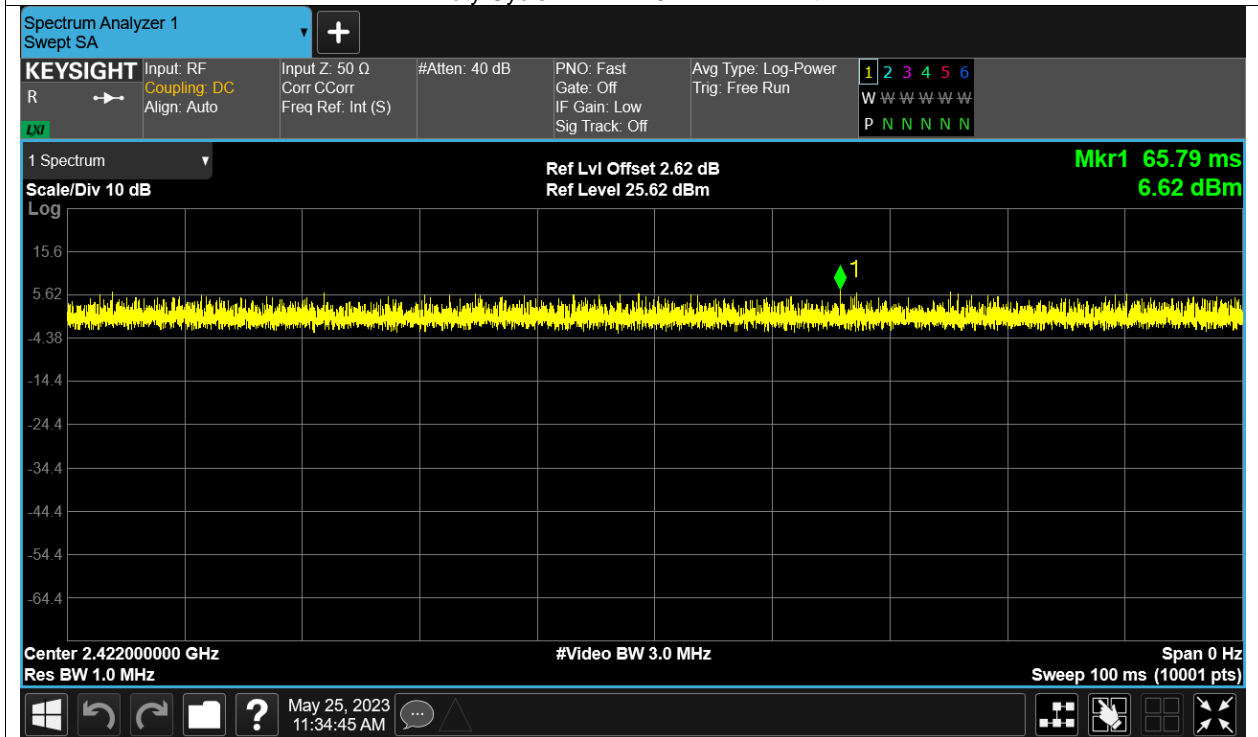 Spectrum Analyzer 1
Swept SA
KEYSIGHT
R
LXI
Input: RF
Coupling: DC
Align: Auto
Input Z: 50 Ω
Corr CCorr
Freq Ref: Int (S)
#Atten: 40 dB
PNO: Fast
Gate: Off
IF Gain: Low
Sig Track: Off
Avg Type: Log-Power
Trig: Free Run
1 2 3 4 5 6
W W W W W W
P N N N N N
1 Spectrum
Scale/Div 10 dB
Log
Ref Lvl Offset 2.62 dB
Ref Level 25.62 dBm
Mkr1 65.79 ms
6.62 dBm
15.6
5.62
-4.38
-14.4
-24.4
-34.4
-44.4
-54.4
-64.4
1
Center 2.422000000 GHz
#Video BW 3.0 MHz
Span 0 Hz
Res BW 1.0 MHz
Sweep 100 ms (10001 pts)
?
May 25, 2023
11:34:45 AM